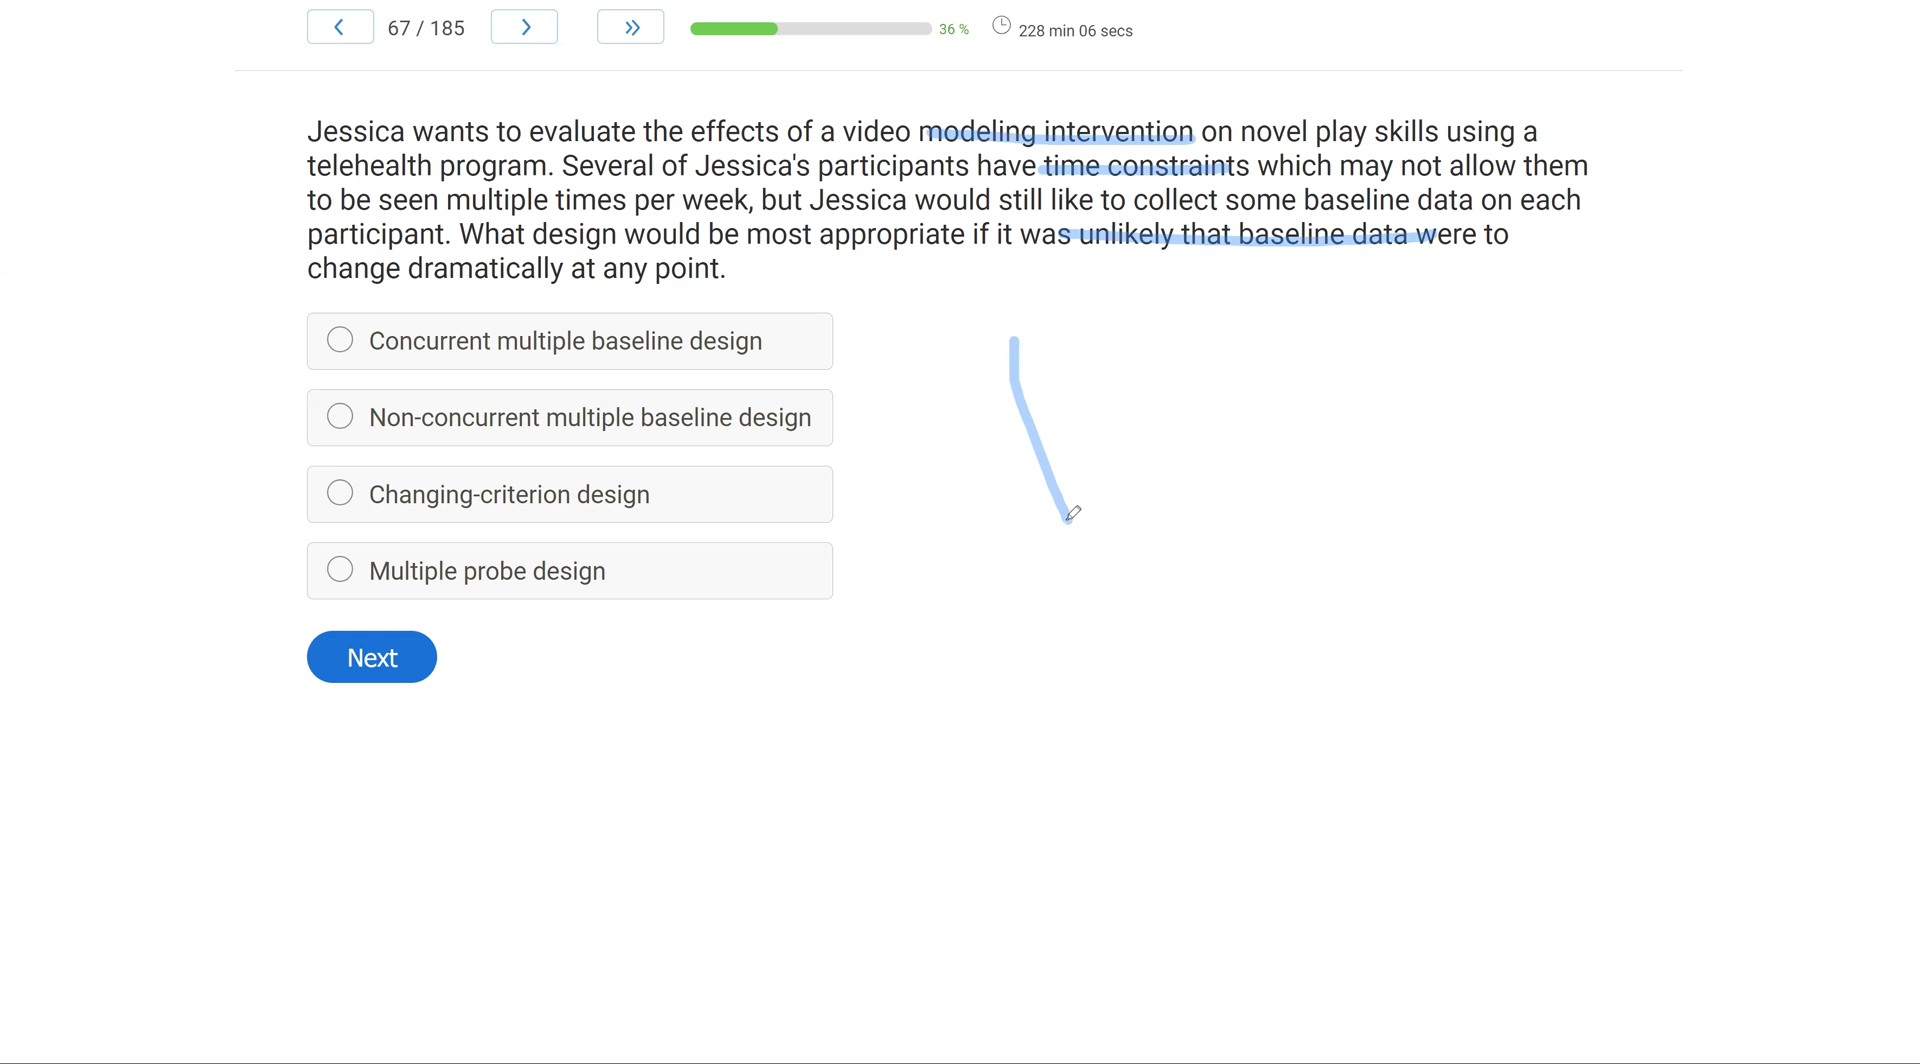 67 / 185
36 %
228 min 06 secs
Jessica wants to evaluate the effects of a video modeling intervention on novel play skills using a
telehealth program. Several of Jessica's participants have time constraints which may not allow them
to be seen multiple times per week, but Jessica would still like to collect some baseline data on each
participant. What design would be most appropriate if it was unlikely that baseline data were to
change dramatically at any point.
Concurrent multiple baseline design
Non-concurrent multiple baseline design
Changing-criterion design
Multiple probe design
Next